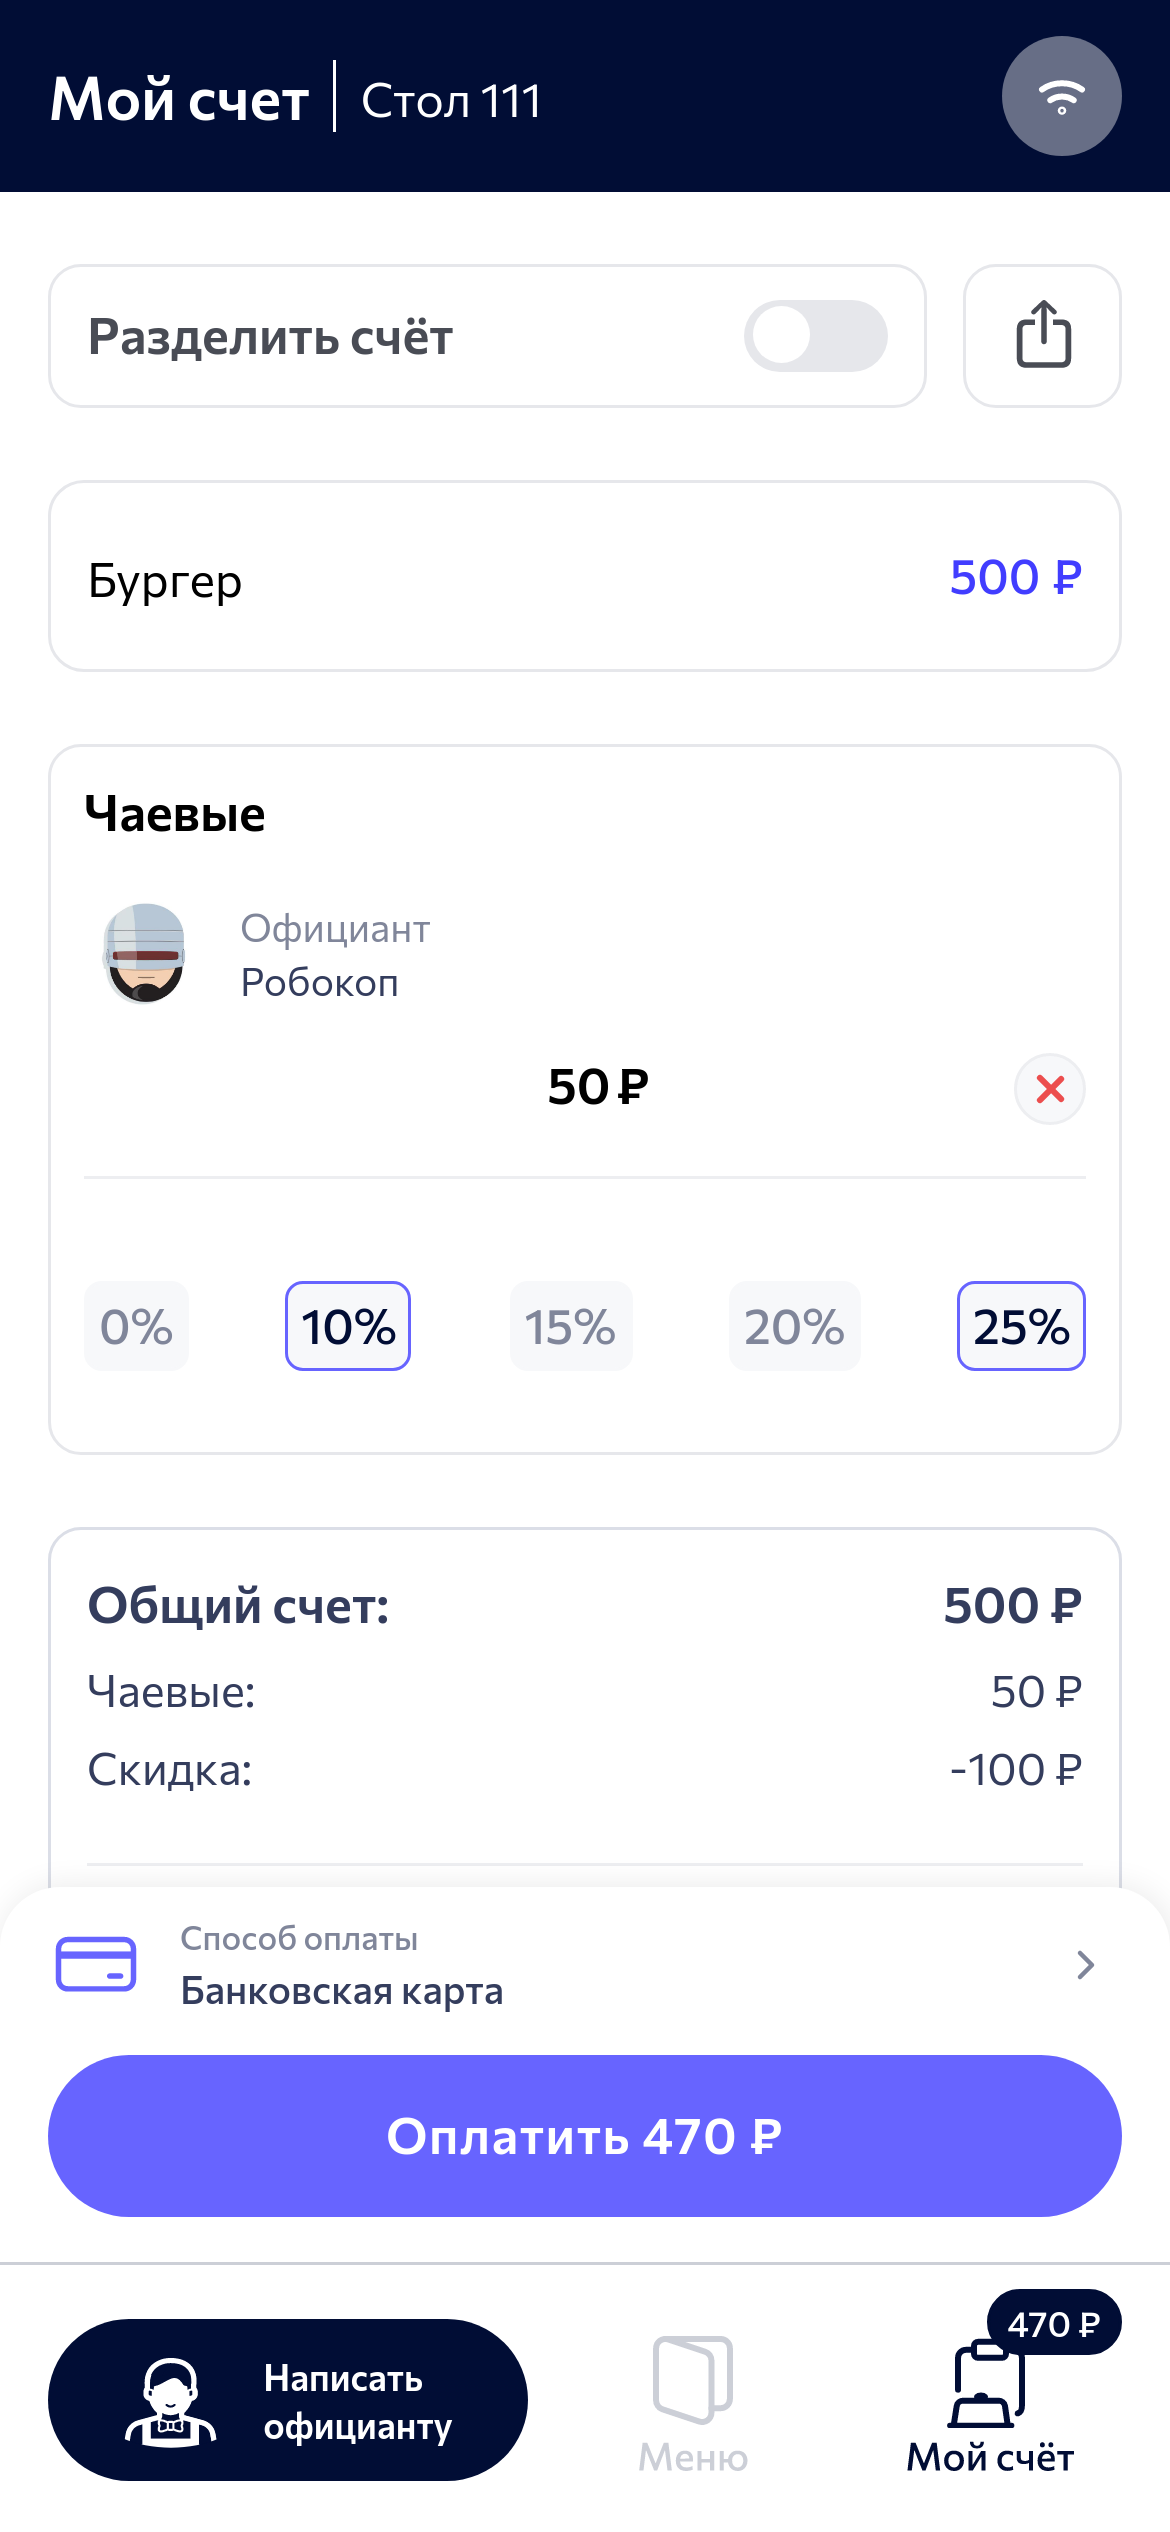 Мой счет
Стол 111
Разделить счёт
Бургер 500 ₽
Чаевые
Официант
Робокоп
50 ₽
0% 10% 15% 20% 25%
Общий счет: 500 ₽
Чаевые: 50 ₽
Скидка: -100 ₽
Способ оплаты
Банковская карта
Оплатить 470 ₽
470 ₽
Написать
официанту
Меню
Мой счёт